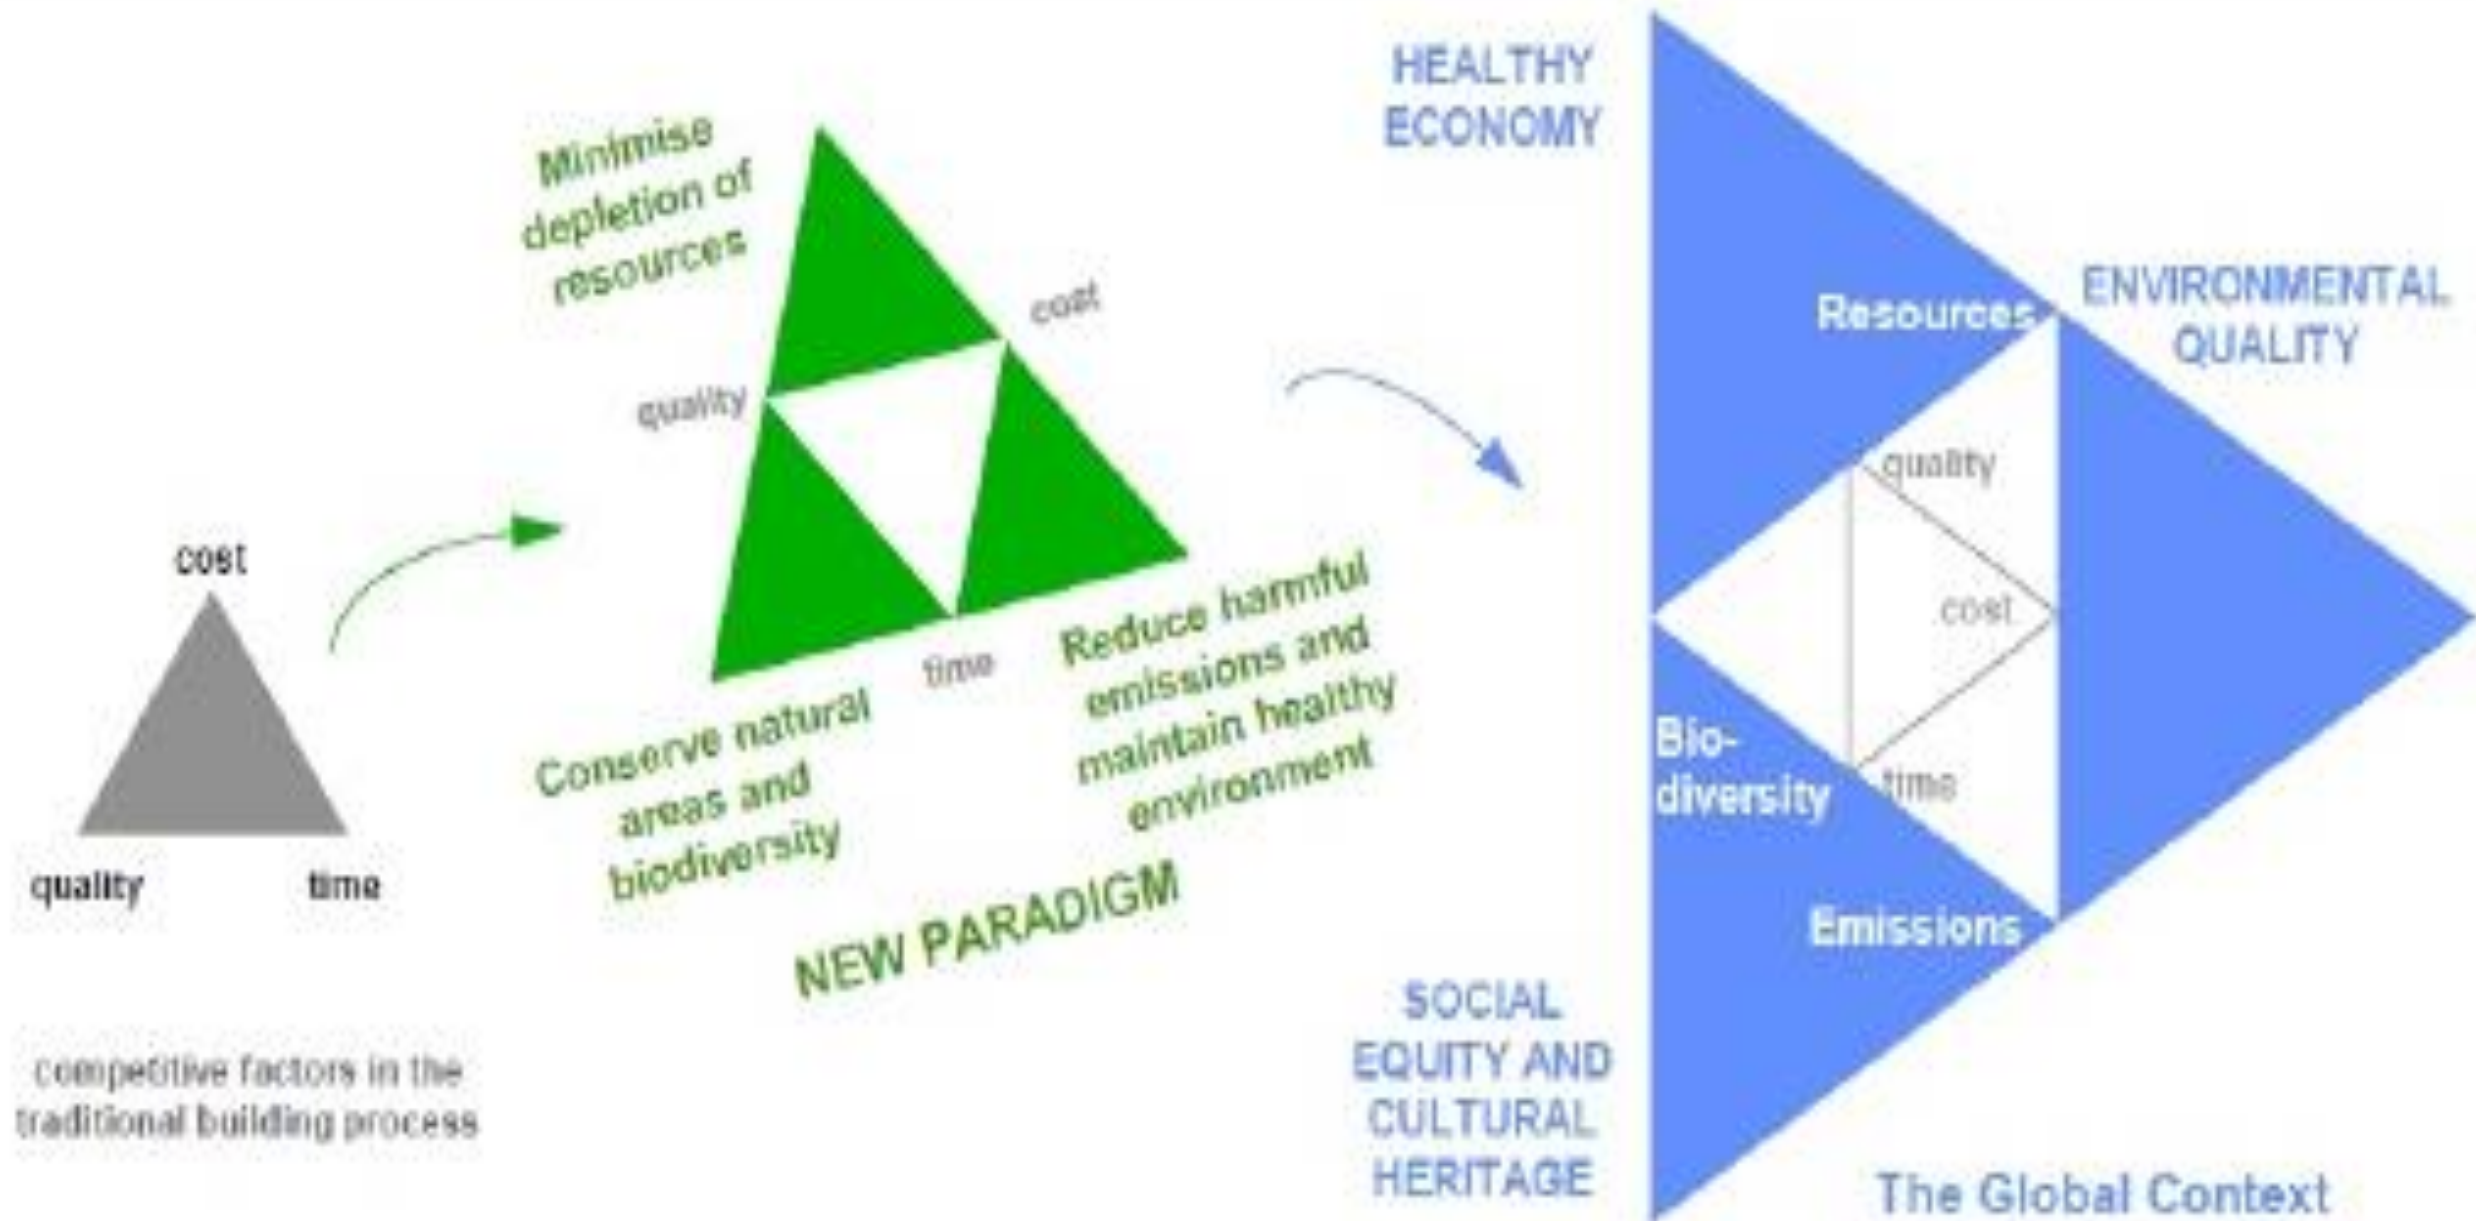 cost
quality
time
competitive factors in the
traditional building process
Minimise
depletion of
resources
cost
quality
time
Conserve natural
areas and
biodiversity
Reduce harmful
emissions and
maintain healthy
environment
NEW PARADIGM
HEALTHY
ECONOMY
ENVIRONMENTAL
QUALITY
Resources
quality
cost
time
Bio-
diversity
Emissions
SOCIAL
EQUITY AND
CULTURAL
HERITAGE
The Global Context